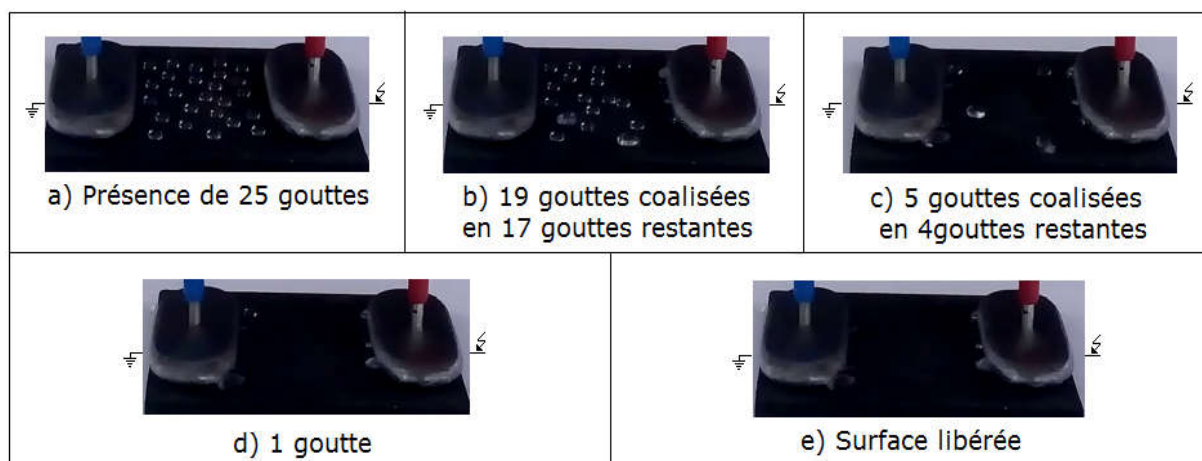 a) Présence de 25 gouttes
b) 19 gouttes coalisées
en 17 gouttes restantes
c) 5 gouttes coalisées
en 4gouttes restantes
d) 1 goutte
e) Surface libérée